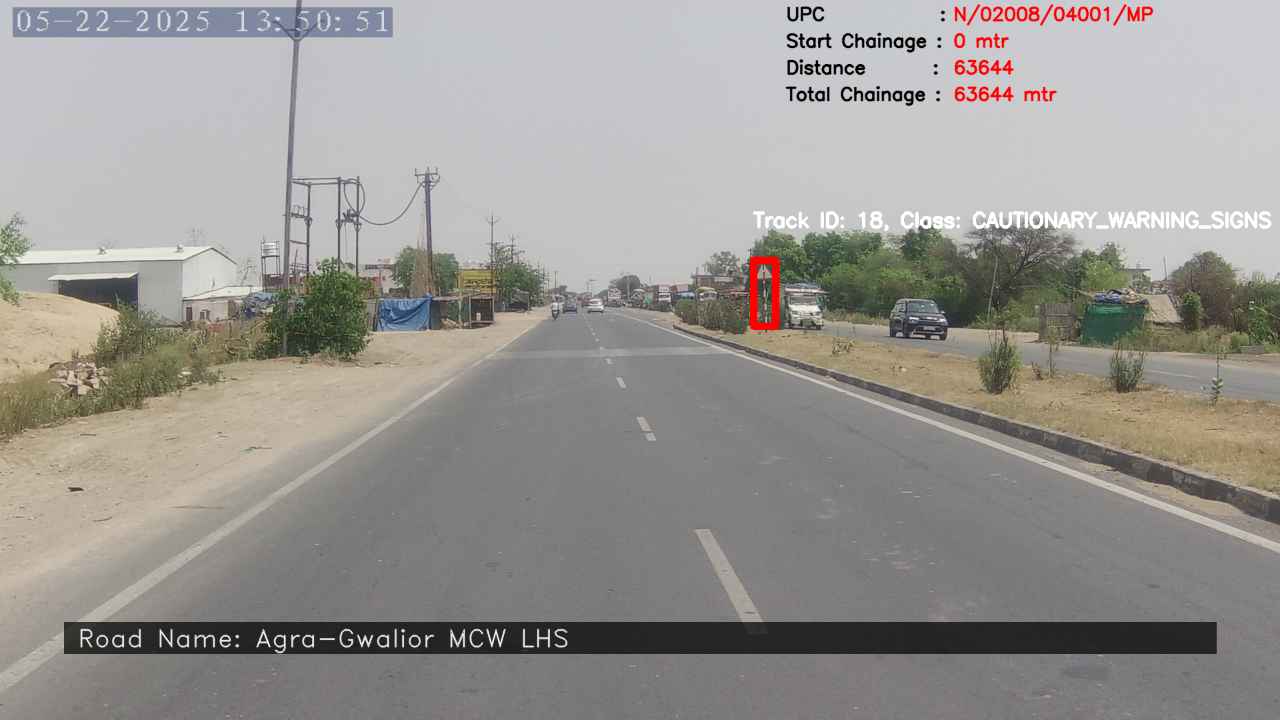 05-22-2025 13:50:51
UPC : N/02008/04001/MP
Start Chainage : 0 mtr
Distance : 63644
Total Chainage : 63644 mtr
Track ID: 18, Class: CAUTIONARY_WARNING_SIGNS
Road Name: Agra-Gwalior MCW LHS